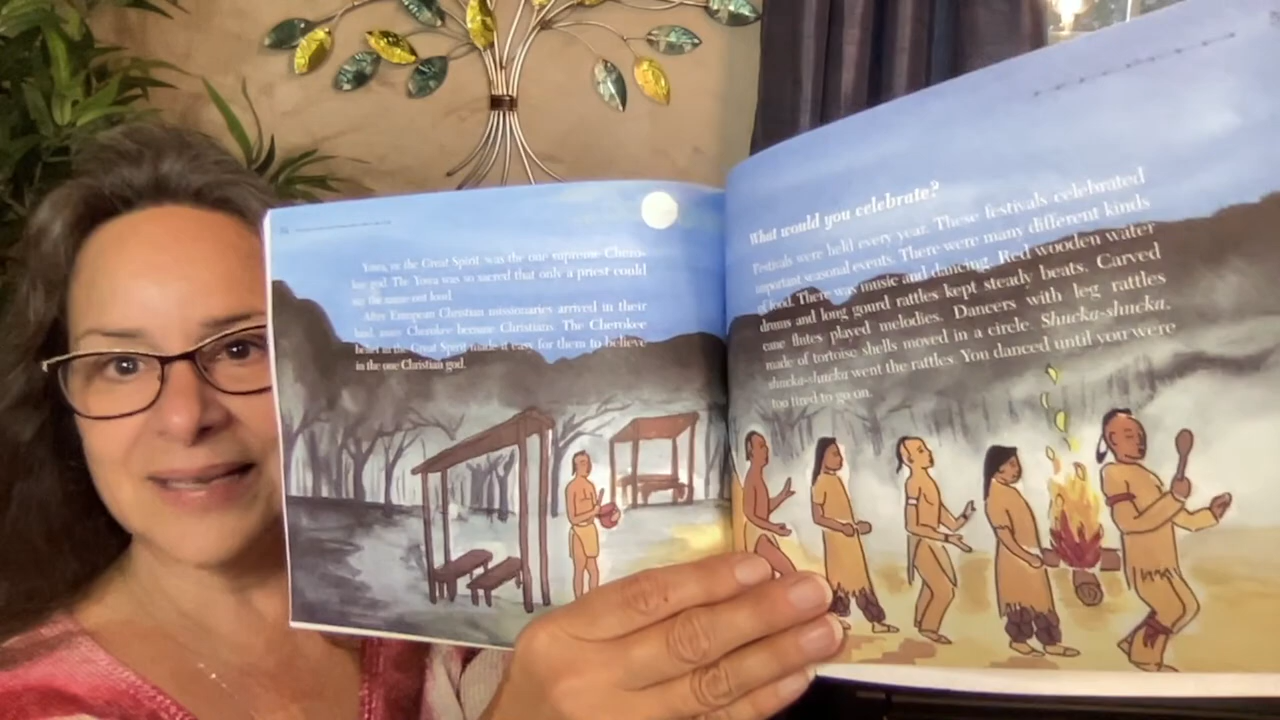 Yowa, or the Great Spirit, was the one supreme Chero-
kee god. The Yowa was so sacred that only a priest could
say the name out loud.
After European Christian missionaries arrived in their
land, many Cherokee became Christians. The Cherokee
belief in the Great Spirit made it easy for them to believe
in the one Christian god.
What would you celebrate?
Festivals were held every year. These festivals celebrated
important seasonal events. There were many different kinds
of food. There was music and dancing. Red wooden water
drums and long gourd rattles kept steady beats. Carved
cane flutes played melodies. Dancers with leg rattles
made of tortoise shells moved in a circle. Shucka-shucka,
shucka-shucka went the rattles. You danced until you were
too tired to go on.